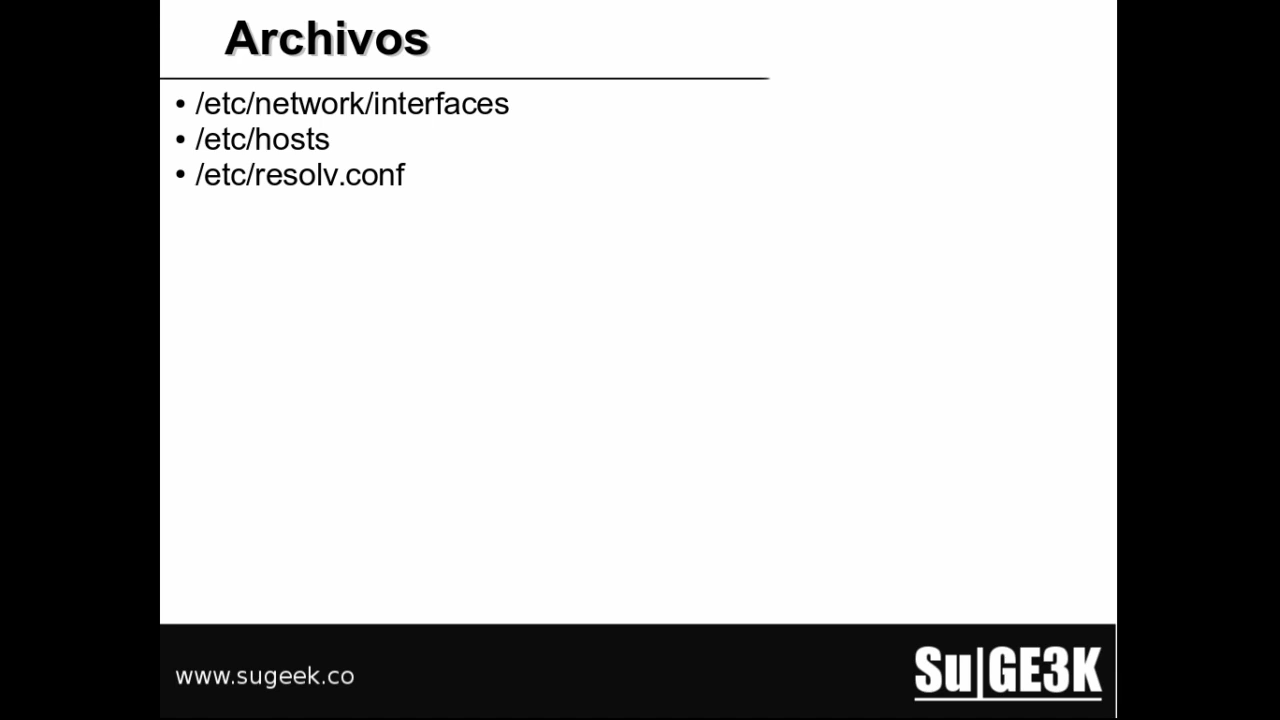 Archivos
• /etc/network/interfaces
• /etc/hosts
• /etc/resolv.conf
www.sugeek.co
Su|GE3K